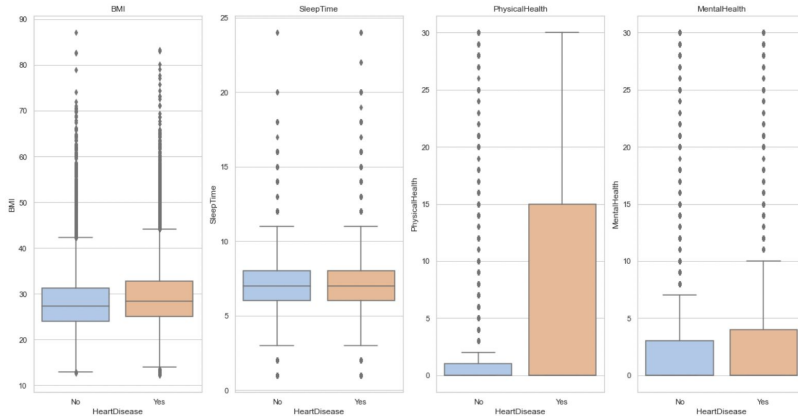 BMI
90
80
70
60
50
40
30
20
10
BMI
No
Yes
HeartDisease
SleepTime
25
20
15
10
5
0
SleepTime
No
Yes
HeartDisease
PhysicalHealth
30
25
20
15
10
5
0
PhysicalHealth
No
Yes
HeartDisease
MentalHealth
30
25
20
15
10
5
0
MentalHealth
No
Yes
HeartDisease